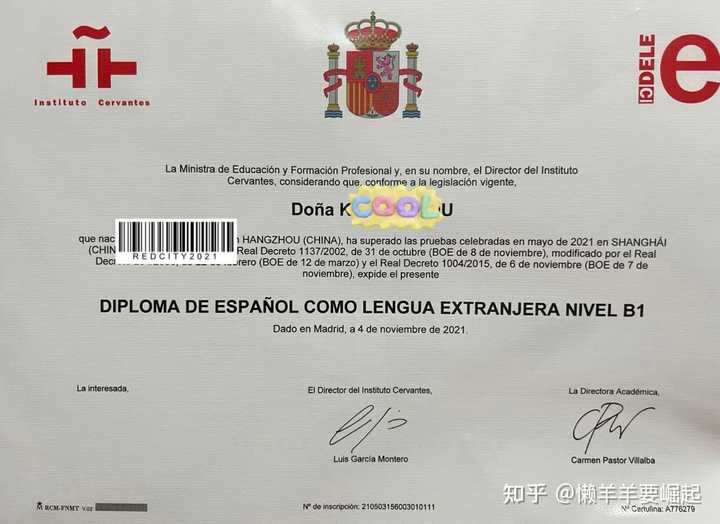 Instituto Cervantes
DELE
e
La Ministra de Educación y Formación Profesional y, en su nombre, el Director del Instituto
Cervantes, considerando que, conforme a la legislación vigente,
Doña K COOL U
que nac HANGZHOU (CHINA), ha superado las pruebas celebradas en mayo de 2021 en SHANGHÁI
REDCITY2021
(CHIN Real Decreto 1137/2002, de 31 de octubre (BOE de 8 de noviembre), modificado por el Real
(BOE de 12 de marzo) y el Real Decreto 1004/2015, de 6 de noviembre (BOE de 7 de
noviembre), expide el presente
DIPLOMA DE ESPAÑOL COMO LENGUA EXTRANJERA NIVEL B1
Dado en Madrid, a 4 de noviembre de 2021.
La interesada,
El Director del Instituto Cervantes,
La Directora Académica,
Luis García Montero
Carmen Pastor Villalba
RCM-FNMT V.02
Nº de inscripción: 210503156003010111
Nº Cartulina: A776279
知乎 @懒羊羊要崛起